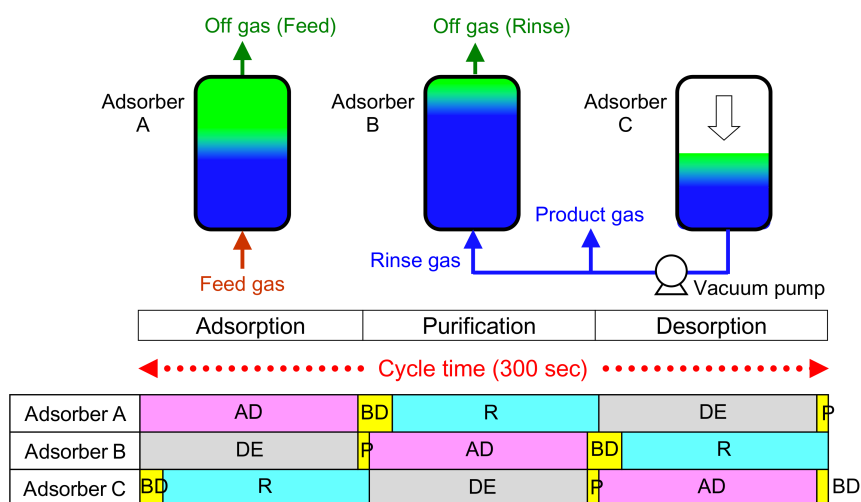 Off gas (Feed)
Off gas (Rinse)
Adsorber
A
Adsorber
B
Adsorber
C
Product gas
Rinse gas
Feed gas
Vacuum pump
Adsorption
Purification
Desorption
Cycle time (300 sec)
Adsorber A
AD
BD
R
DE
P
Adsorber B
DE
P
AD
BD
R
Adsorber C
BD
R
DE
P
AD
BD